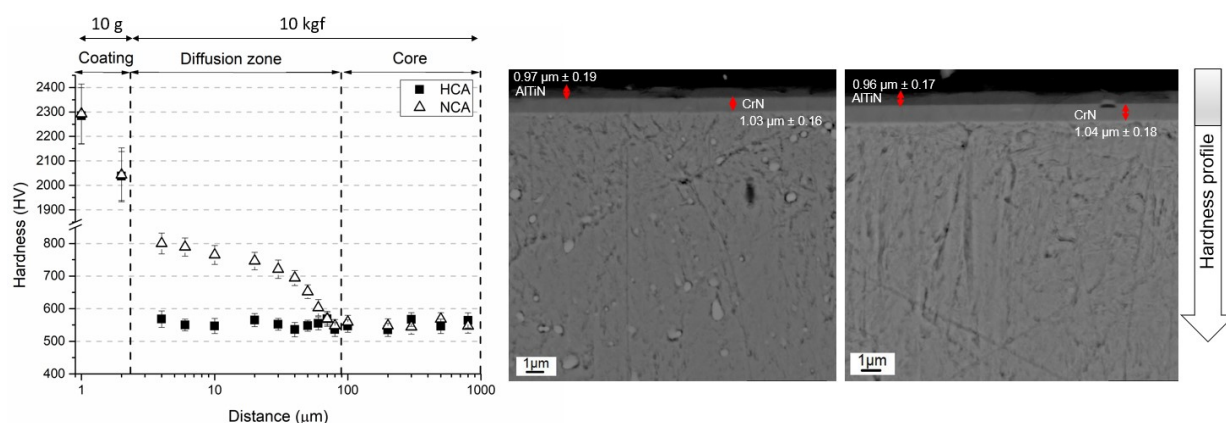 10 g
10 kgf
Coating
Diffusion zone
Core
HCA
NCA
Hardness (HV)
2400
2300
2200
2100
2000
1900
800
700
600
500
400
1
10
100
1000
Distance (μm)
0.97 μm ± 0.19
AlTiN
CrN
1.03 μm ± 0.16
1μm
0.96 μm ± 0.17
AlTiN
CrN
1.04 μm ± 0.18
1μm
Hardness profile